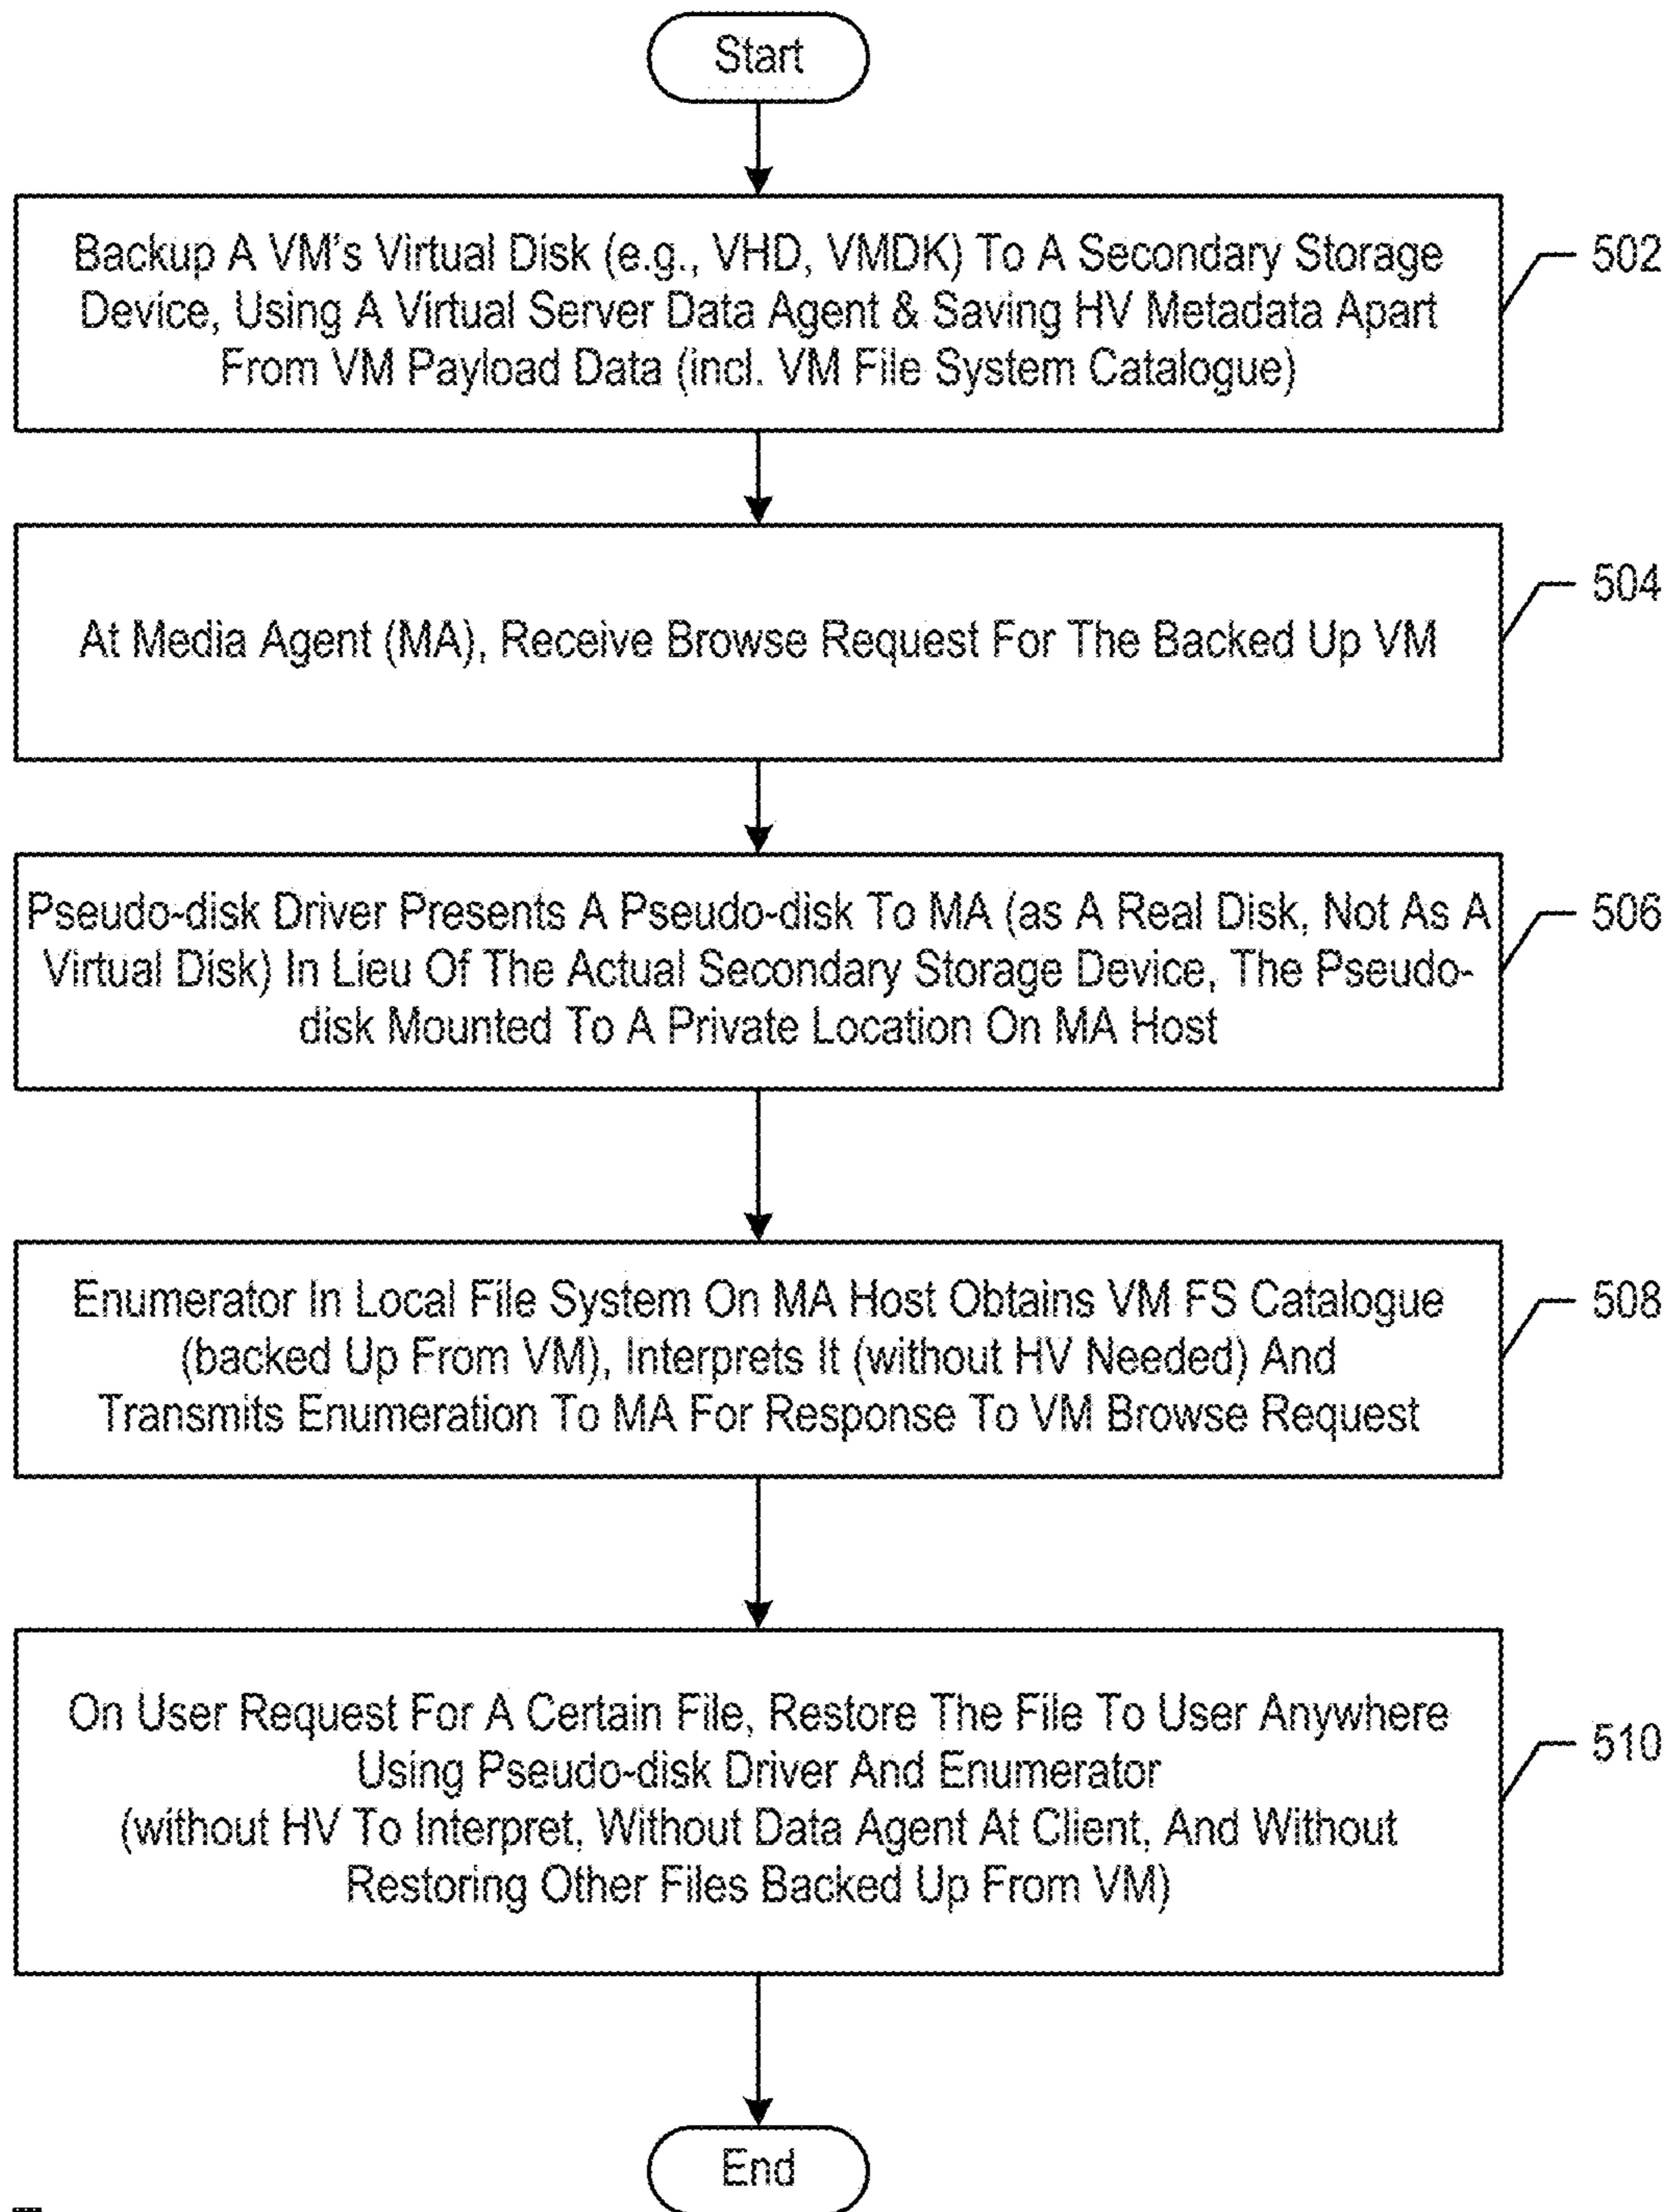 Start
Backup A VM's Virtual Disk (e.g., VHD, VMDK) To A Secondary Storage
Device, Using A Virtual Server Data Agent & Saving HV Metadata Apart
From VM Payload Data (incl. VM File System Catalogue)
502
At Media Agent (MA), Receive Browse Request For The Backed Up VM
504
Pseudo-disk Driver Presents A Pseudo-disk To MA (as A Real Disk, Not As A
Virtual Disk) In Lieu Of The Actual Secondary Storage Device, The Pseudo-
disk Mounted To A Private Location On MA Host
506
Enumerator In Local File System On MA Host Obtains VM FS Catalogue
(backed Up From VM), Interprets It (without HV Needed) And
Transmits Enumeration To MA For Response To VM Browse Request
508
On User Request For A Certain File, Restore The File To User Anywhere
Using Pseudo-disk Driver And Enumerator
(without HV To Interpret, Without Data Agent At Client, And Without
Restoring Other Files Backed Up From VM)
510
End